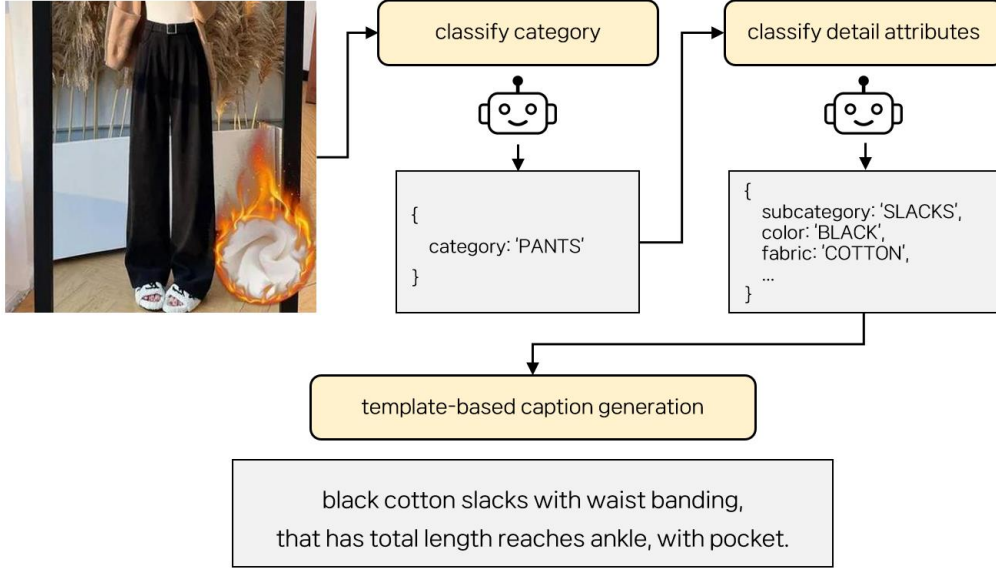 classify category
classify detail attributes
{
category: 'PANTS'
}
{
subcategory: 'SLACKS',
color: 'BLACK',
fabric: 'COTTON',
...
}
template-based caption generation
black cotton slacks with waist banding,
that has total length reaches ankle, with pocket.